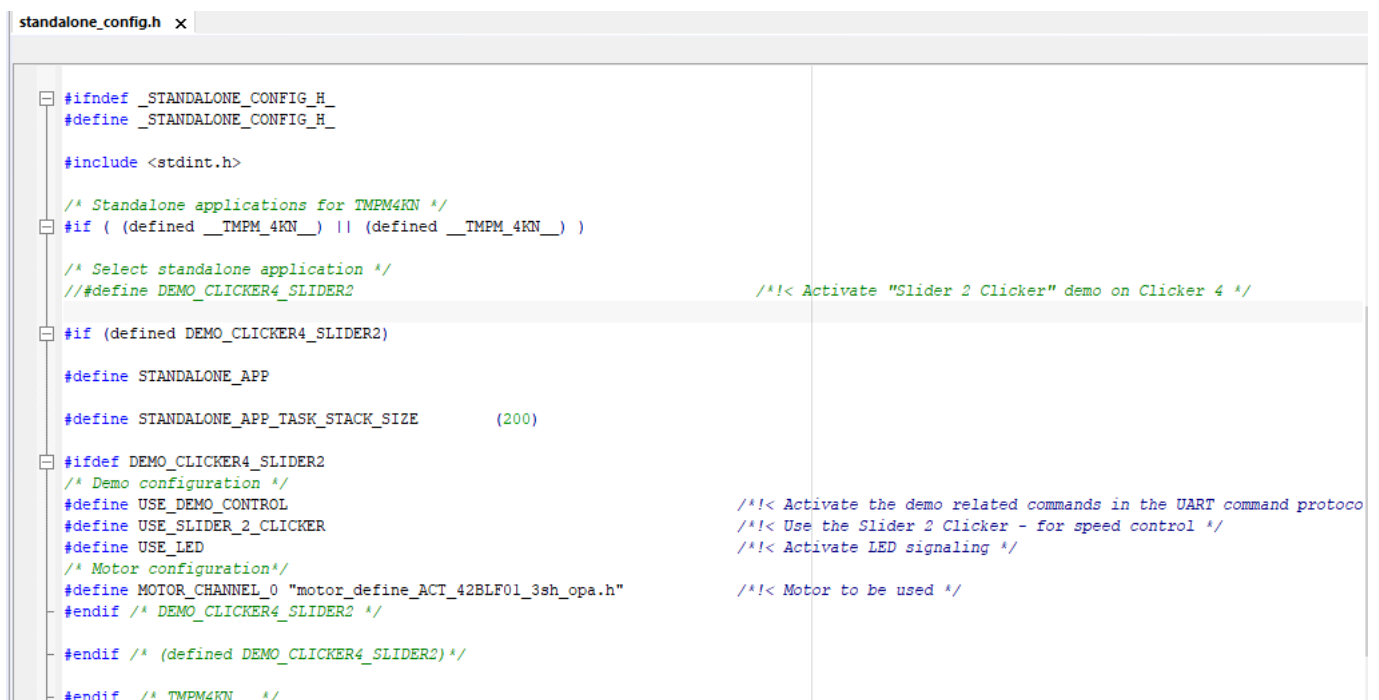 standalone_config.h x
#ifndef _STANDALONE_CONFIG_H_
#define _STANDALONE_CONFIG_H_
#include <stdint.h>
/* Standalone applications for TMPM4KN */
#if ( (defined __TMPM_4KN__) || (defined __TMPM_4KN__) )
/* Select standalone application */
//#define DEMO_CLICKER4_SLIDER2 /*!< Activate "Slider 2 Clicker" demo on Clicker 4 */
#if (defined DEMO_CLICKER4_SLIDER2)
#define STANDALONE_APP
#define STANDALONE_APP_TASK_STACK_SIZE (200)
#ifdef DEMO_CLICKER4_SLIDER2
/* Demo configuration */
#define USE_DEMO_CONTROL /*!< Activate the demo related commands in the UART command protoco
#define USE_SLIDER_2_CLICKER /*!< Use the Slider 2 Clicker - for speed control */
#define USE_LED /*!< Activate LED signaling */
/* Motor configuration*/
#define MOTOR_CHANNEL_0 "motor_define_ACT_42BLF01_3sh_opa.h" /*!< Motor to be used */
#endif /* DEMO_CLICKER4_SLIDER2 */
#endif /* (defined DEMO_CLICKER4_SLIDER2)*/
#endif /* TMPM4KN */